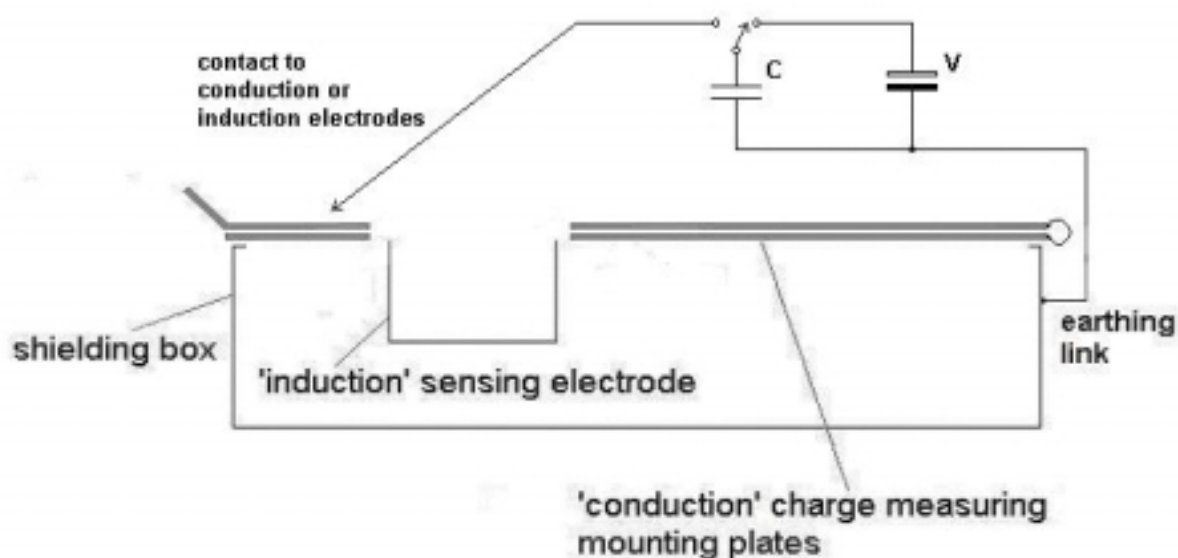 contact to
conduction or
induction electrodes
C
V
shielding box
'induction' sensing electrode
earthing
link
'conduction' charge measuring
mounting plates